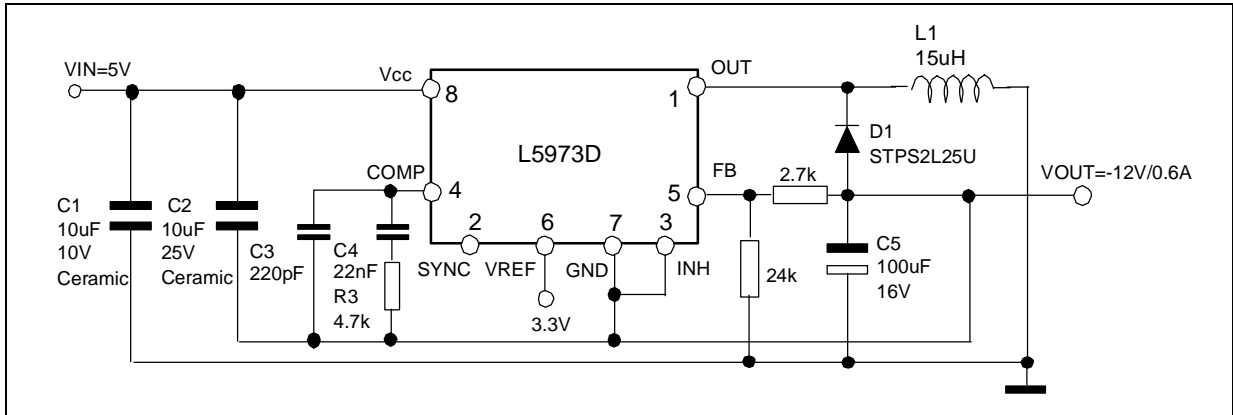 L1
15uH
VIN=5V
Vcc
OUT
8
1
D1
STPS2L25U
L5973D
COMP
FB
2.7k
VOUT=-12V/0.6A
4
5
C1
10uF
10V
Ceramic
C2
10uF
25V
Ceramic
C3
220pF
C4
22nF
R3
4.7k
2
6
7
3
SYNC
VREF
GND
INH
3.3V
24k
C5
100uF
16V